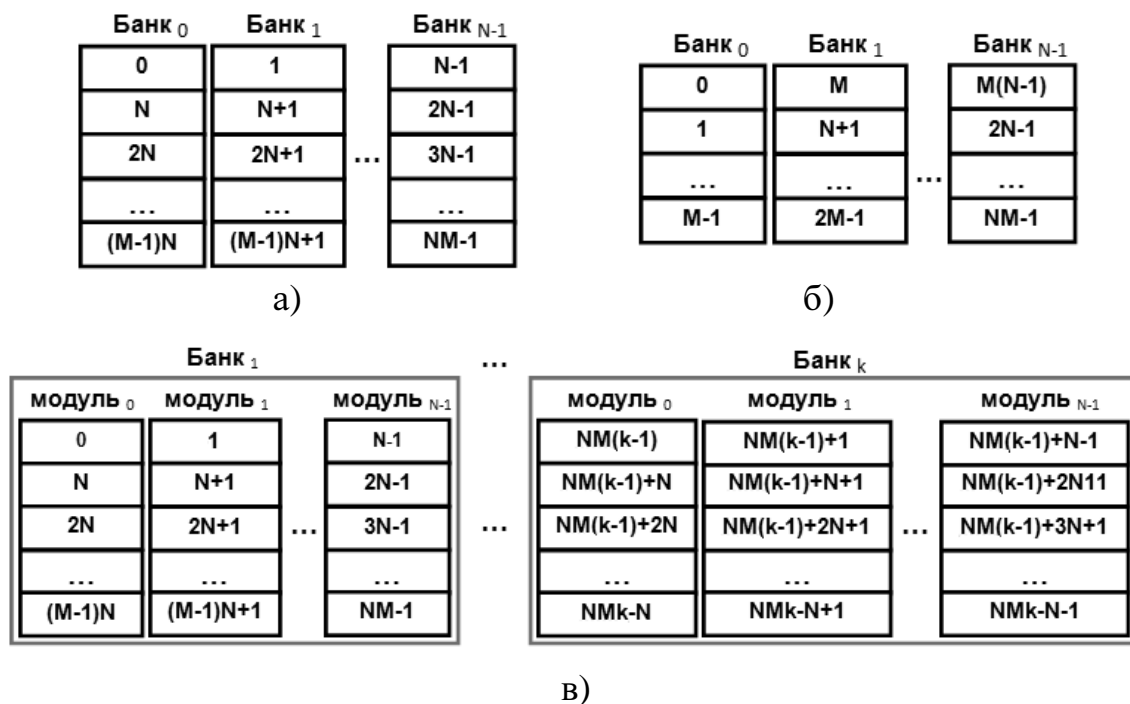 Банк 0 Банк 1 Банк N-1
0 1 N-1
N N+1 2N-1
2N 2N+1 ... 3N-1
... ... ...
(M-1)N (M-1)N+1 NM-1
а)
Банк 0 Банк 1 Банк N-1
0 M M(N-1)
1 N+1 2N-1
... ... ... ...
M-1 2M-1 NM-1
б)
Банк 1 ... Банк k
модуль 0 модуль 1 модуль N-1 модуль 0 модуль 1 модуль N-1
0 1 N-1 NM(k-1) NM(k-1)+1 NM(k-1)+N-1
N N+1 2N-1 NM(k-1)+N NM(k-1)+N+1 NM(k-1)+2N11
2N 2N+1 ... 3N-1 ... NM(k-1)+2N NM(k-1)+2N+1 ... NM(k-1)+3N+1
... ... ... ... ... ...
(M-1)N (M-1)N+1 NM-1 NMk-N NMk-N+1 NMk-N-1
в)